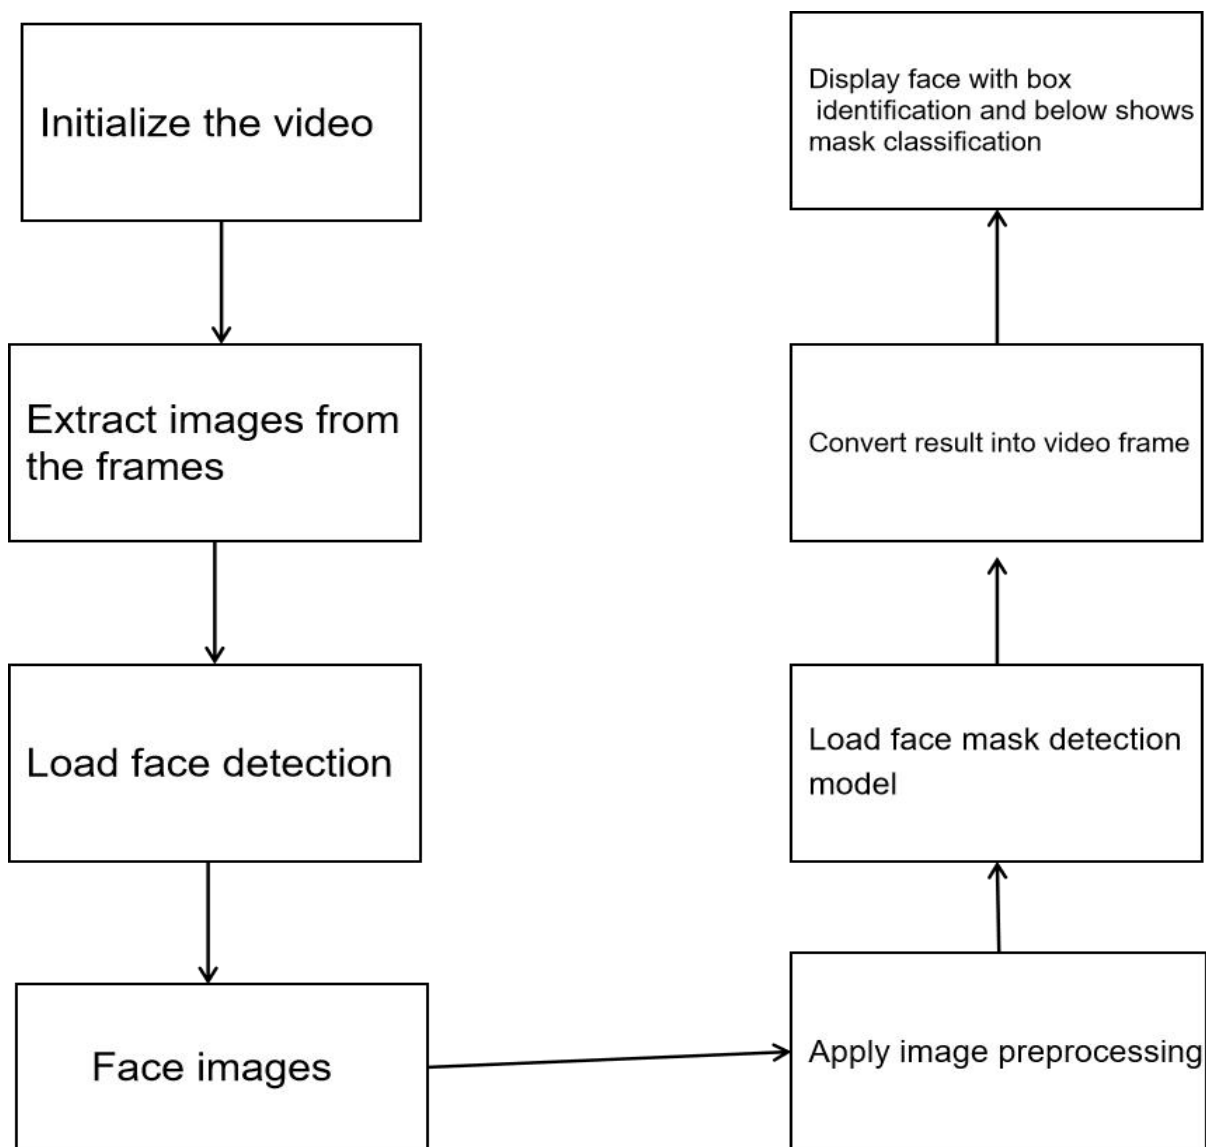 Initialize the video
Extract images from
the frames
Load face detection
Face images
Apply image preprocessing
Load face mask detection
model
Convert result into video frame
Display face with box
identification and below shows
mask classification